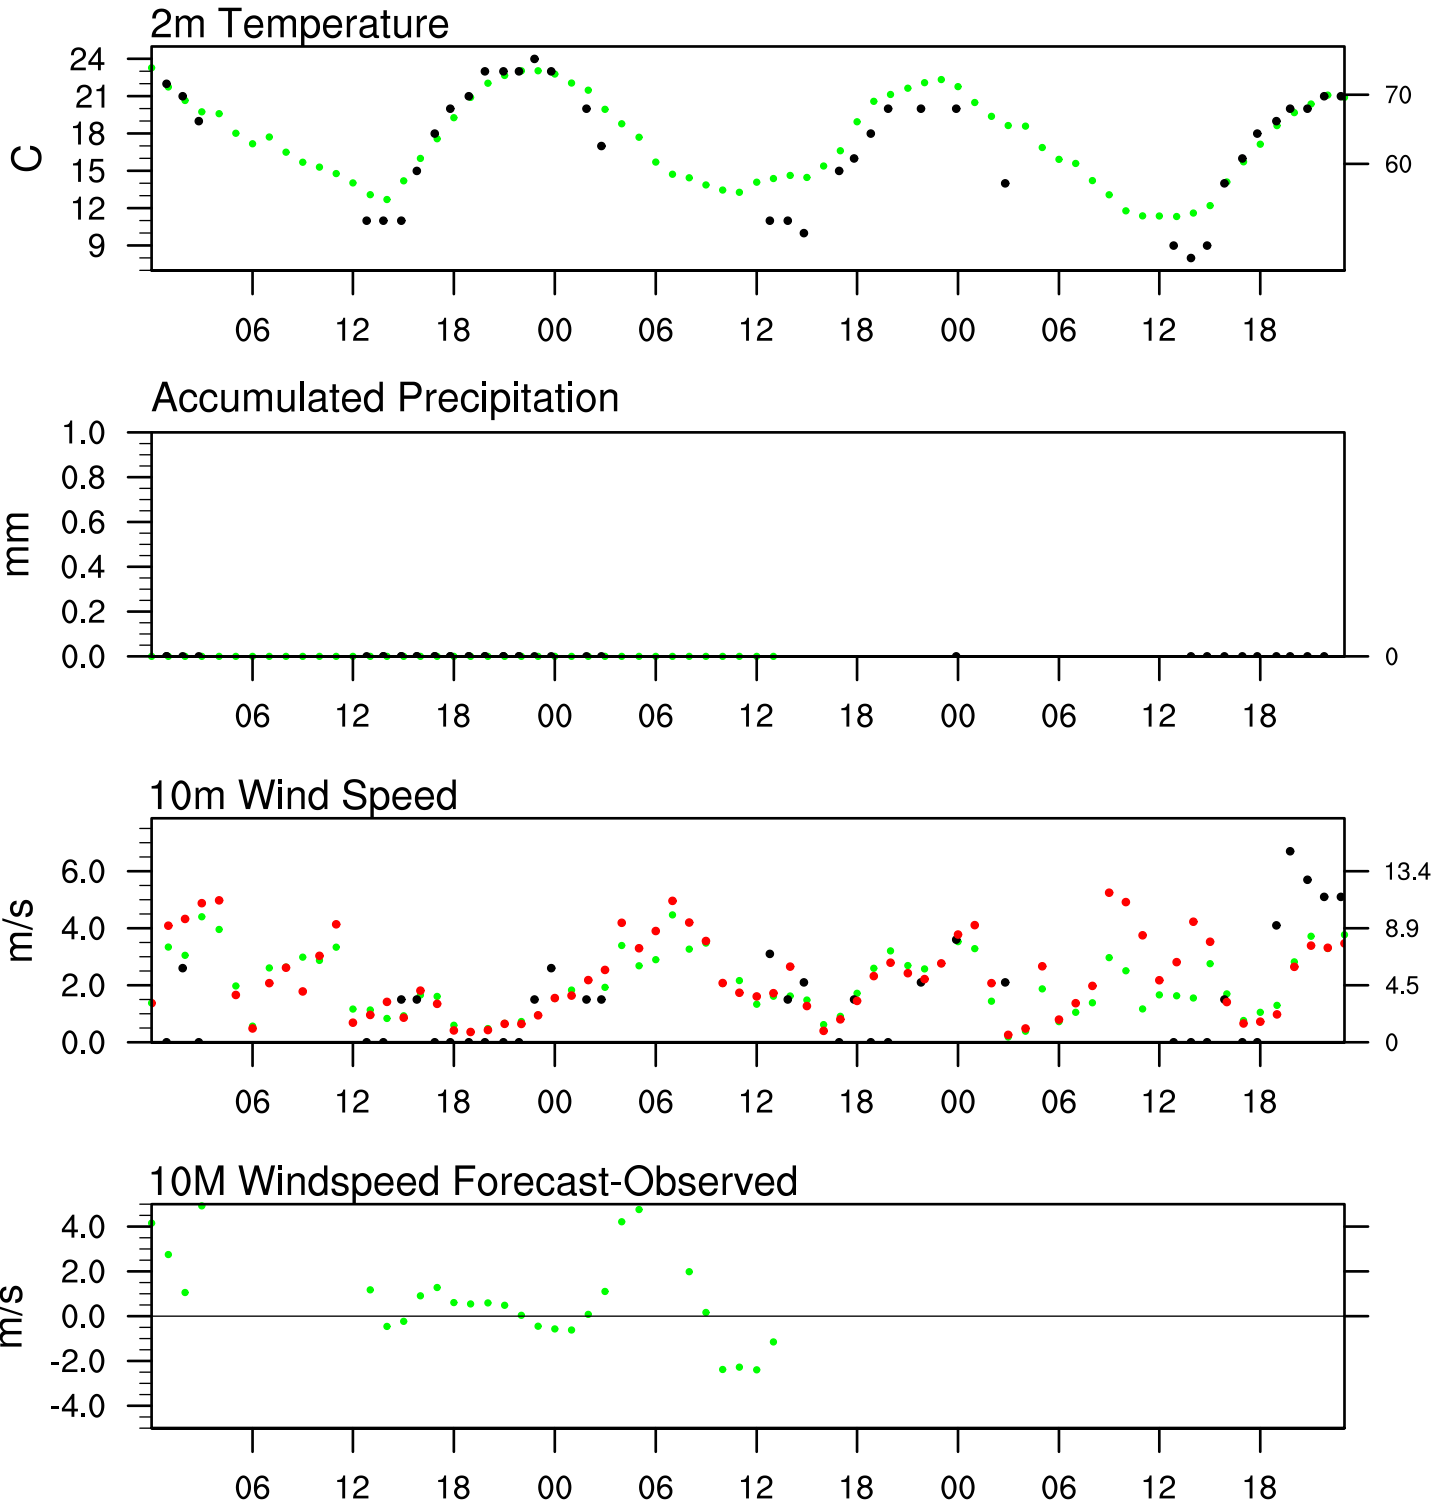 2m Temperature
24
21
18
15
12
9
C
70
60
06 12 18 00 06 12 18 00 06 12 18
Accumulated Precipitation
1.0
0.8
0.6
0.4
0.2
0.0
mm
0
06 12 18 00 06 12 18 00 06 12 18
10m Wind Speed
6.0
4.0
2.0
0.0
m/s
13.4
8.9
4.5
0
06 12 18 00 06 12 18 00 06 12 18
10M Windspeed Forecast-Observed
4.0
2.0
0.0
-2.0
-4.0
m/s
06 12 18 00 06 12 18 00 06 12 18